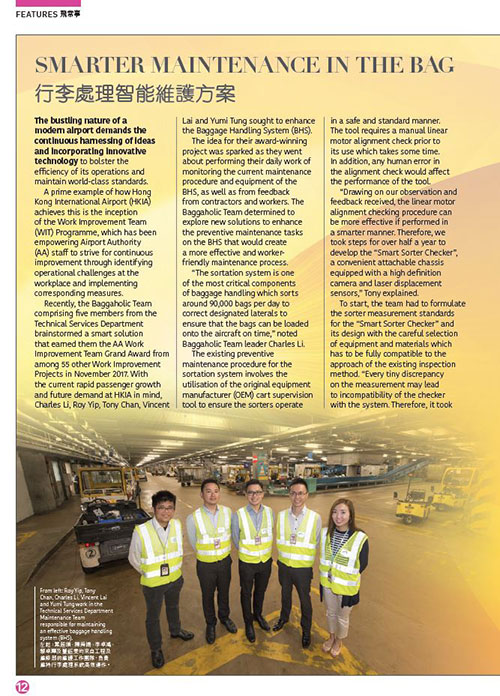 FEATURES 飛常事
SMARTER MAINTENANCE IN THE BAG
行李處理智能維護方案
The bustling nature of a
modern airport demands the
continuous harnessing of ideas
and incorporating innovative
technology to bolster the
efficiency of its operations and
maintain world-class standards.
A prime example of how Hong
Kong International Airport (HKIA)
achieves this is the inception
of the Work Improvement Team
(WIT) Programme, which has been
empowering Airport Authority
(AA) staff to strive for continuous
improvement through identifying
operational challenges at the
workplace and implementing
corresponding measures.
Recently, the Baggaholic Team
comprising five members from the
Technical Services Department
brainstormed a smart solution
that earned them the AA Work
Improvement Team Grand Award from
among 55 other Work Improvement
Projects in November 2017. With
the current rapid passenger growth
and future demand at HKIA in mind,
Charles Li, Roy Yip, Tony Chan, Vincent
Lai and Yumi Tung sought to enhance
the Baggage Handling System (BHS).
The idea for their award-winning
project was sparked as they went
about performing their daily work of
monitoring the current maintenance
procedure and equipment of the
BHS, as well as from feedback
from contractors and workers. The
Baggaholic Team determined to
explore new solutions to enhance
the preventive maintenance tasks
on the BHS that would create
a more effective and worker-
friendly maintenance process.
“The sortation system is one
of the most critical components
of baggage handling which sorts
around 90,000 bags per day to
correct designated laterals to
ensure that the bags can be loaded
onto the aircraft on time,” noted
Baggaholic Team leader Charles Li.
The existing preventive
maintenance procedure for the
sortation system involves the
utilisation of the original equipment
manufacturer (OEM) cart supervision
tool to ensure the sorters operate
in a safe and standard manner.
The tool requires a manual linear
motor alignment check prior to
its use which takes some time.
In addition, any human error in
the alignment check would affect
the performance of the tool.
“Drawing on our observation and
feedback received, the linear motor
alignment checking procedure can
be more effective if performed in
a smarter manner. Therefore, we
took steps for over half a year to
develop the “Smart Sorter Checker”,
a convenient attachable chassis
equipped with a high definition
camera and laser displacement
sensors,” Tony explained.
To start, the team had to formulate
the sorter measurement standards
for the “Smart Sorter Checker” and
its design with the careful selection
of equipment and materials which
has to be fully compatible to the
approach of the existing inspection
method. “Every tiny discrepancy
on the measurement may lead
to incompatibility of the checker
with the system. Therefore, it took
From left: Roy Yip, Tony
Chan, Charles Li, Vincent Lai
and Yumi Tung work in the
Technical Services Department
Maintenance Team
responsible for maintaining
an effective baggage handling
system (BHS).
12